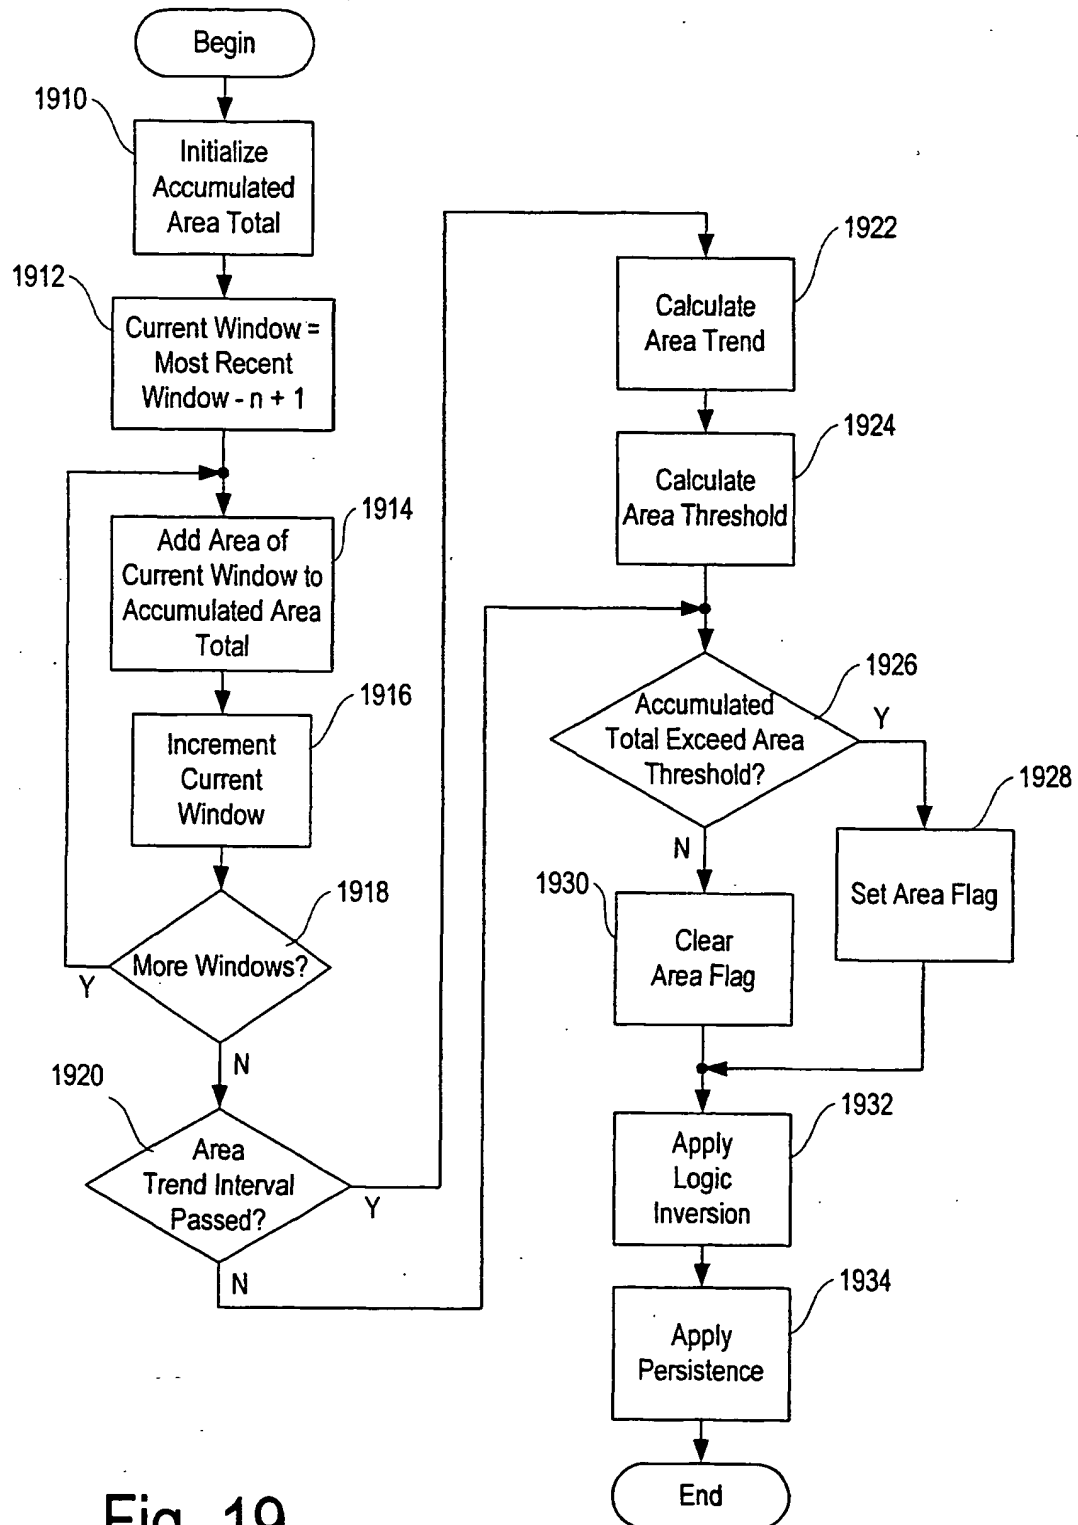 Begin
1910
Initialize
Accumulated
Area Total
1912
Current Window =
Most Recent
Window - n + 1
1914
Add Area of
Current Window to
Accumulated Area
Total
1916
Increment
Current
Window
1918
More Windows?
Y
N
1920
Area
Trend Interval
Passed?
Y
N
1922
Calculate
Area Trend
1924
Calculate
Area Threshold
1926
Accumulated
Total Exceed Area
Threshold?
Y
N
1928
Set Area Flag
1930
Clear
Area Flag
1932
Apply
Logic
Inversion
1934
Apply
Persistence
End
Fig. 19